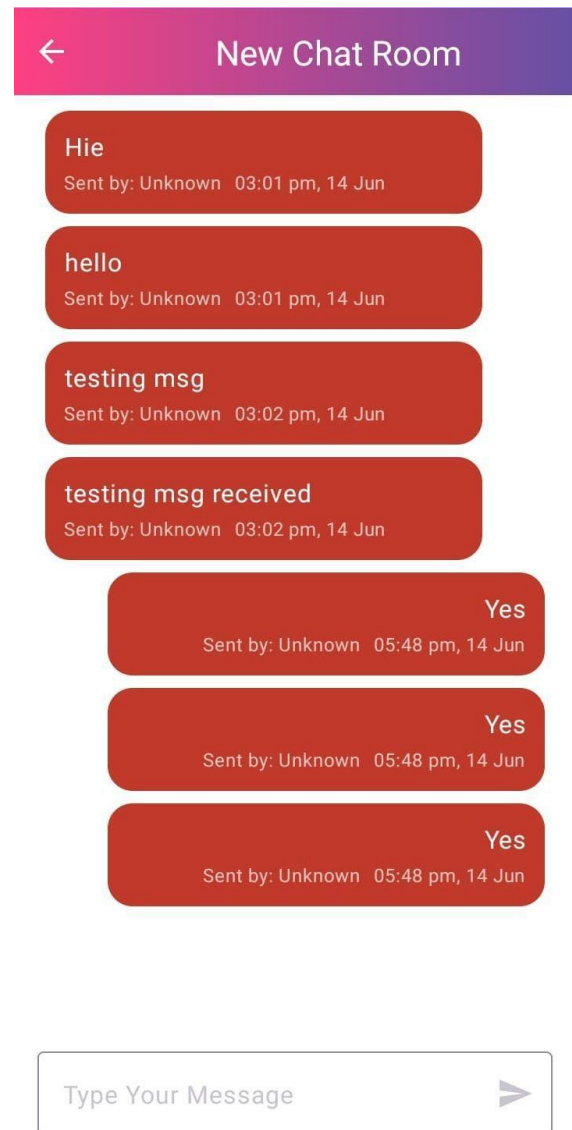 New Chat Room
Hie
Sent by: Unknown 03:01 pm, 14 Jun
hello
Sent by: Unknown 03:01 pm, 14 Jun
testing msg
Sent by: Unknown 03:02 pm, 14 Jun
testing msg received
Sent by: Unknown 03:02 pm, 14 Jun
Yes
Sent by: Unknown 05:48 pm, 14 Jun
Yes
Sent by: Unknown 05:48 pm, 14 Jun
Yes
Sent by: Unknown 05:48 pm, 14 Jun
Type Your Message